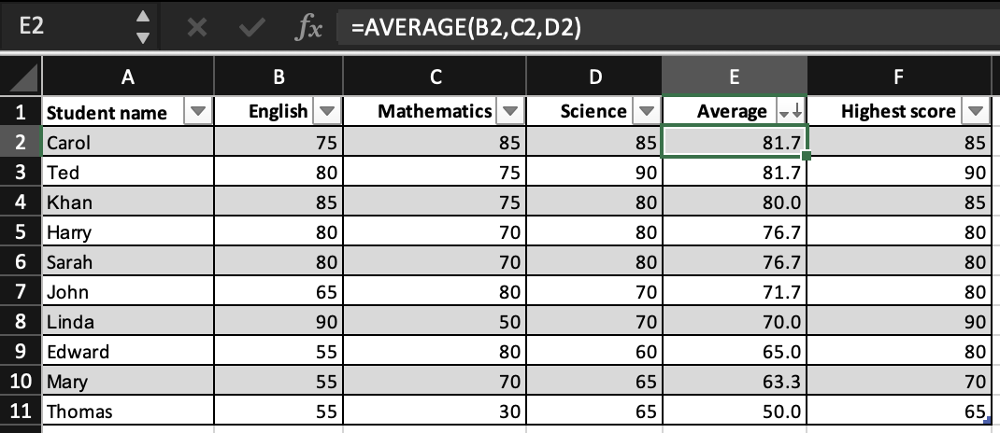 E2 fx =AVERAGE(B2,C2,D2)
A B C D E F
1 Student name English Mathematics Science Average Highest score
2 Carol 75 85 85 81.7 85
3 Ted 80 75 90 81.7 90
4 Khan 85 75 80 80.0 85
5 Harry 80 70 80 76.7 80
6 Sarah 80 70 80 76.7 80
7 John 65 80 70 71.7 80
8 Linda 90 50 70 70.0 90
9 Edward 55 80 60 65.0 80
10 Mary 55 70 65 63.3 70
11 Thomas 55 30 65 50.0 65